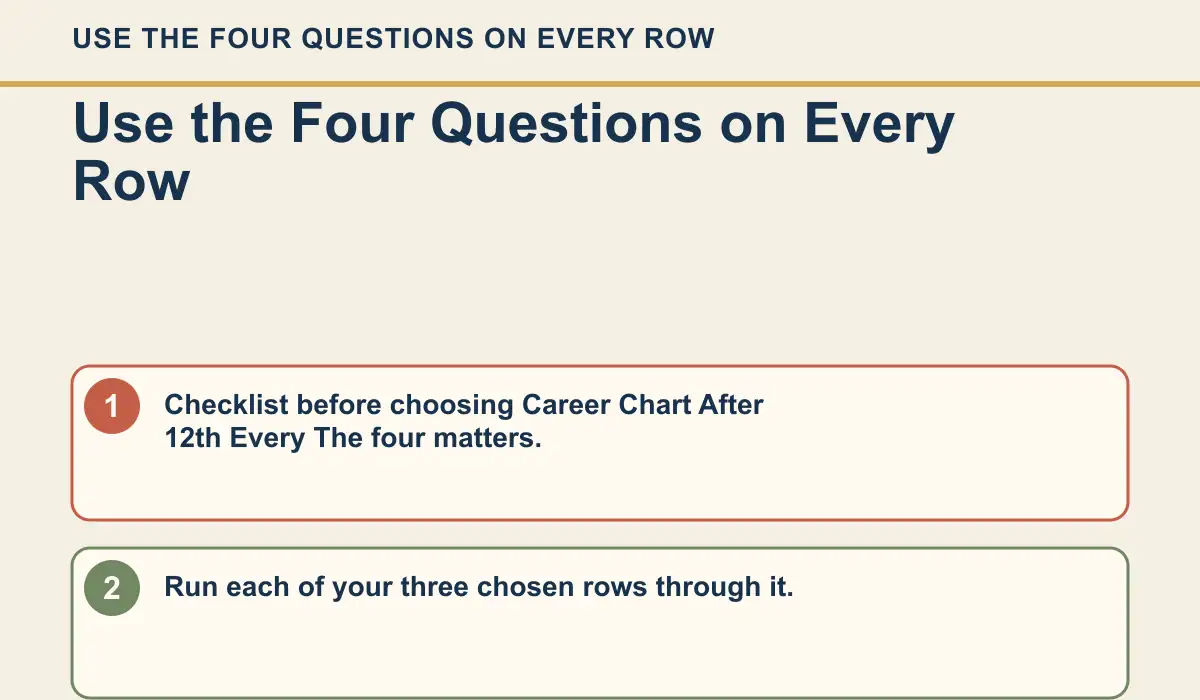 USE THE FOUR QUESTIONS ON EVERY ROW
Use the Four Questions on Every
Row
1
Checklist before choosing Career Chart After
12th Every The four matters.
2
Run each of your three chosen rows through it.